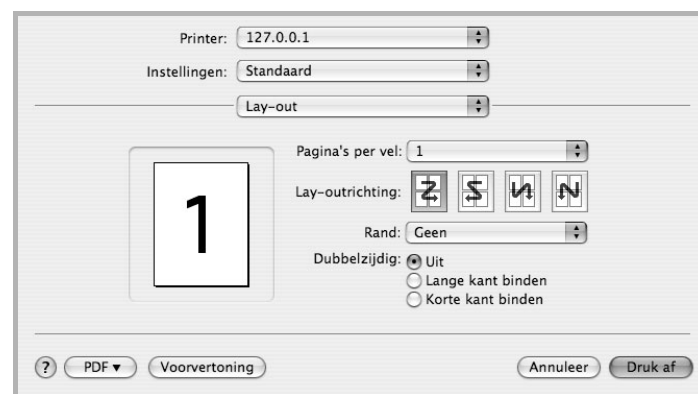 Printer: 127.0.0.1
Instellingen: Standaard
Lay-out
Pagina's per vel: 1
Lay-outrichting:
1
Rand: Geen
Dubbelzijdig: Uit
Lange kant binden
Korte kant binden
? PDF ▼ Voorvertoning Annuleer Druk af